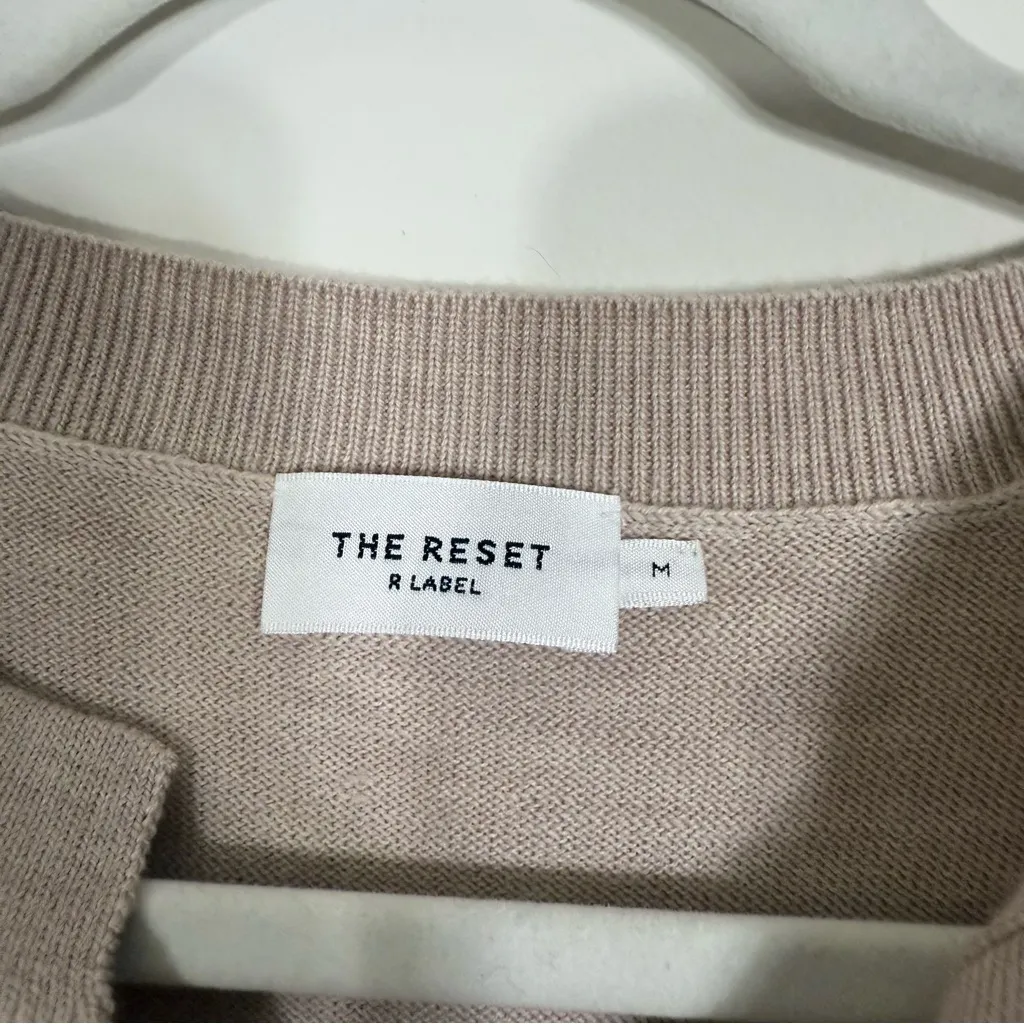 THE RESET
R LABEL
M